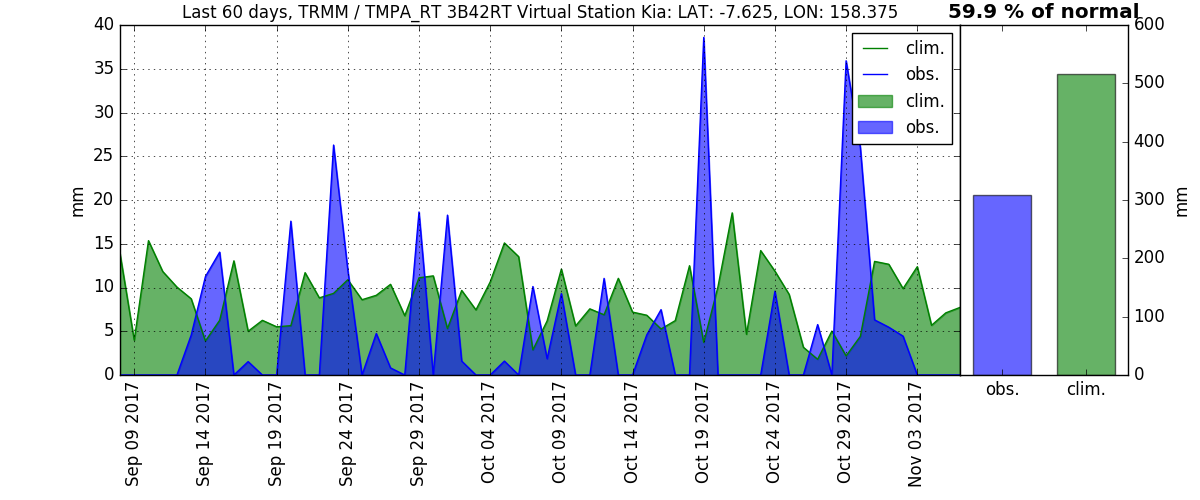 Last 60 days, TRMM / TMPA_RT 3B42RT Virtual Station Kia: LAT: -7.625, LON: 158.375
59.9 % of normal
40
35
30
25
20
15
10
5
0
mm
clim.
obs.
clim.
obs.
600
500
400
300
200
100
0
mm
obs.
clim.
Sep 09 2017
Sep 14 2017
Sep 19 2017
Sep 24 2017
Sep 29 2017
Oct 04 2017
Oct 09 2017
Oct 14 2017
Oct 19 2017
Oct 24 2017
Oct 29 2017
Nov 03 2017